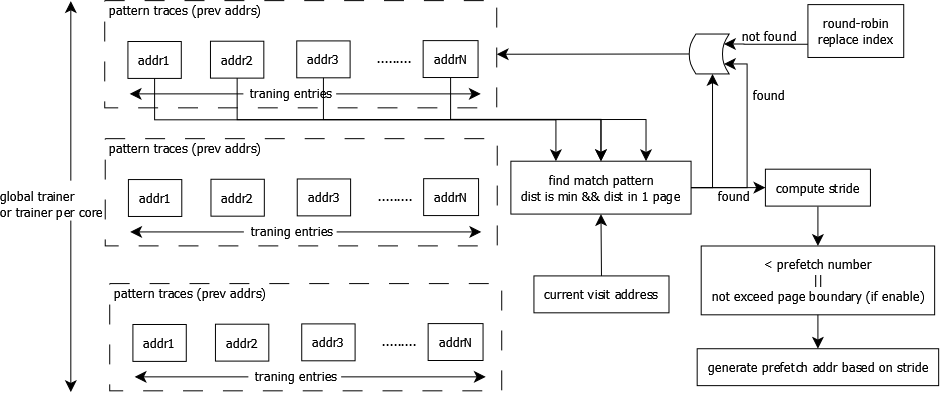 pattern traces (prev addrs)
addr1
addr2
addr3
.........
addrN
traning entries
pattern traces (prev addrs)
addr1
addr2
addr3
.........
addrN
traning entries
pattern traces (prev addrs)
addr1
addr2
addr3
.........
addrN
traning entries
global trainer
or trainer per core
find match pattern
dist is min && dist in 1 page
current visit address
round-robin
replace index
not found
found
found
compute stride
< prefetch number
||
not exceed page boundary (if enable)
generate prefetch addr based on stride